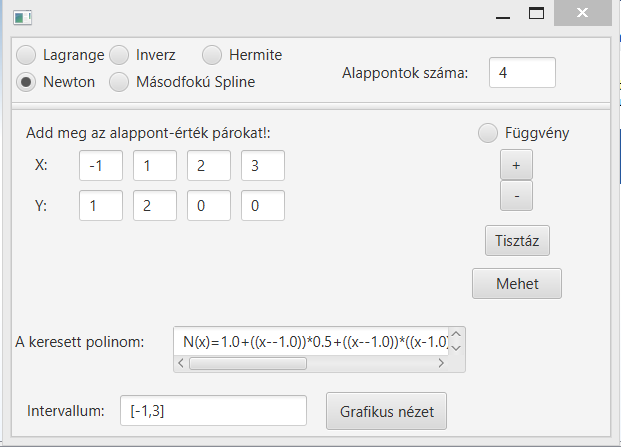 Lagrange Inverz Hermite
Newton Másodfokú Spline
Alappontok száma: 4
Add meg az alappont-érték párokat!:
Függvény
X: -1 1 2 3
+
Y: 1 2 0 0
-
Tisztáz
Mehet
A keresett polinom: N(x)=1.0+((x--1.0))*0.5+((x--1.0))*((x-1.0)
Intervallum: [-1,3] Grafikus nézet